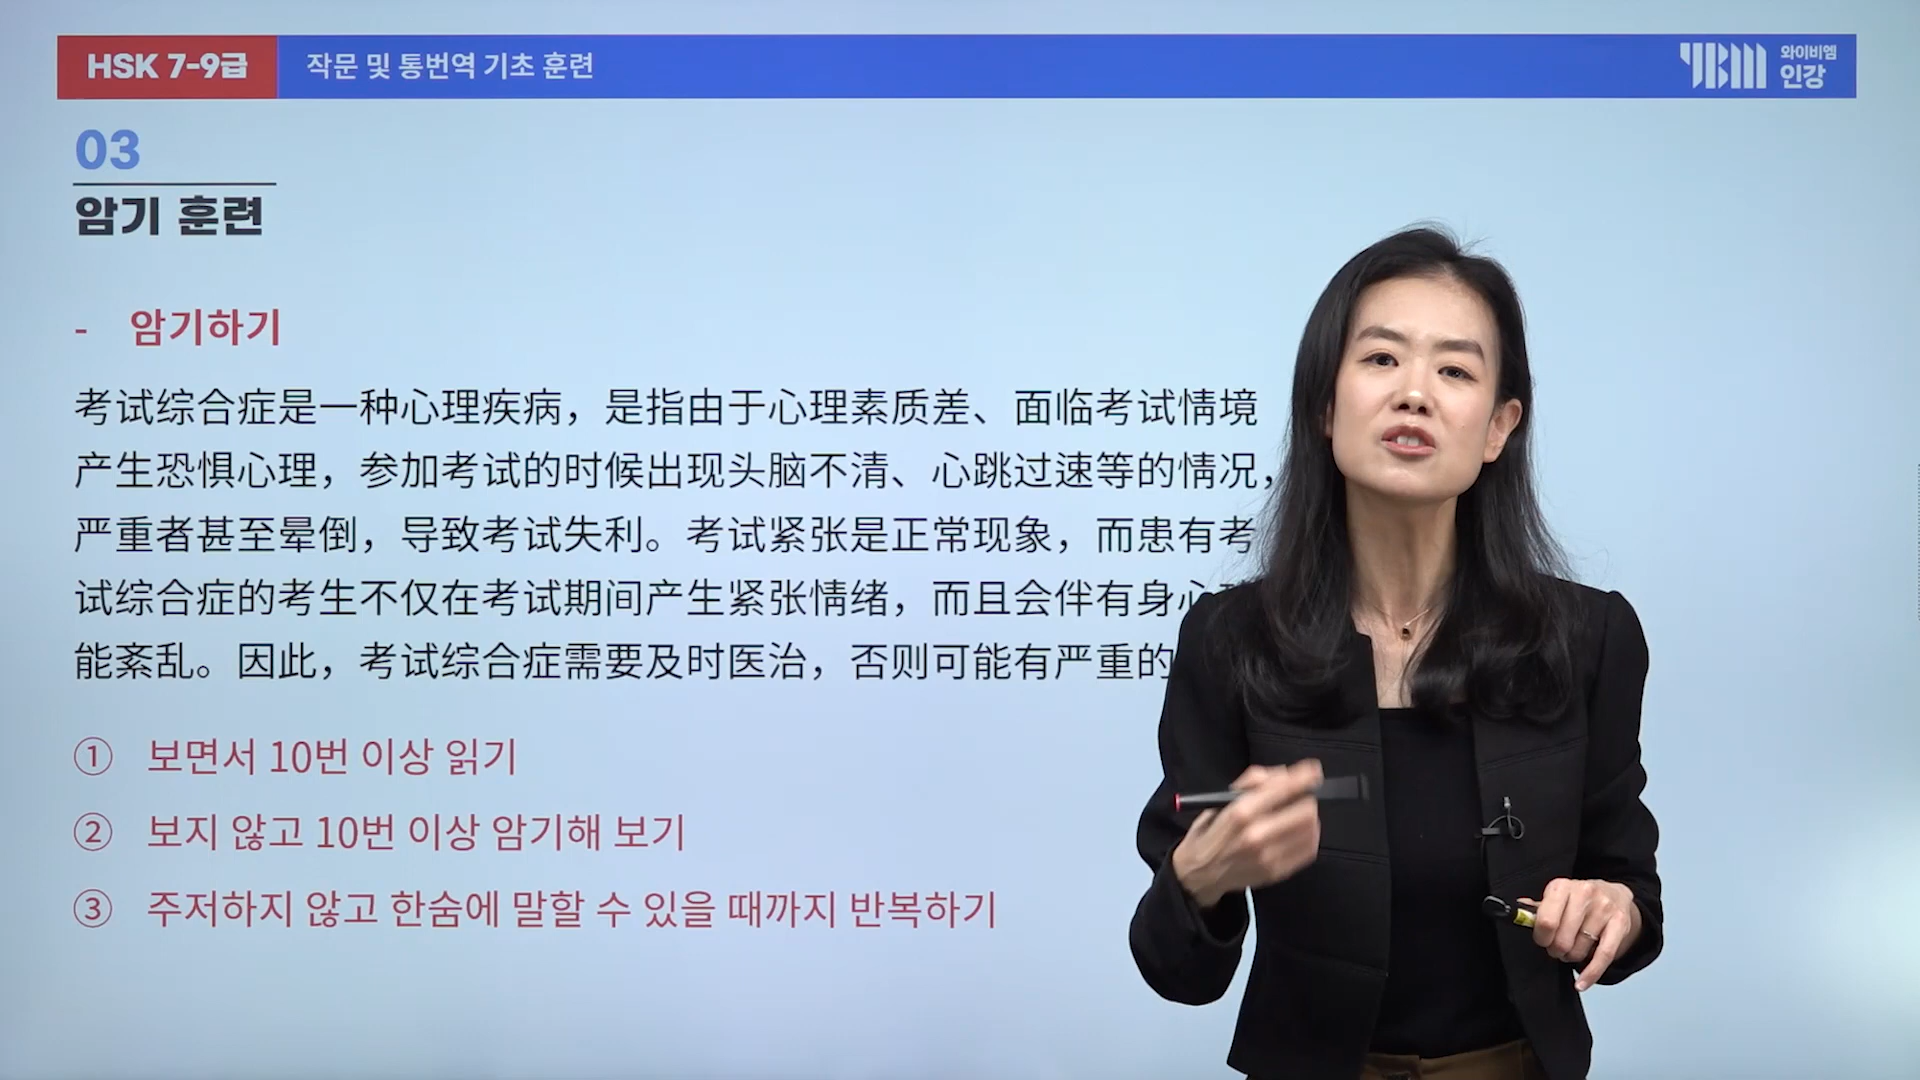 HSK 7-9급
작문 및 통번역 기초 훈련
YBM 와이비엠
인강
03
암기 훈련
- 암기하기
考试综合症是一种心理疾病，是指由于心理素质差、面临考试情境
产生恐惧心理，参加考试的时候出现头脑不清、心跳过速等的情况，
严重者甚至晕倒，导致考试失利。考试紧张是正常现象，而患有考
试综合症的考生不仅在考试期间产生紧张情绪，而且会伴有身心
能紊乱。因此，考试综合症需要及时医治，否则可能有严重的
① 보면서 10번 이상 읽기
② 보지 않고 10번 이상 암기해 보기
③ 주저하지 않고 한숨에 말할 수 있을 때까지 반복하기